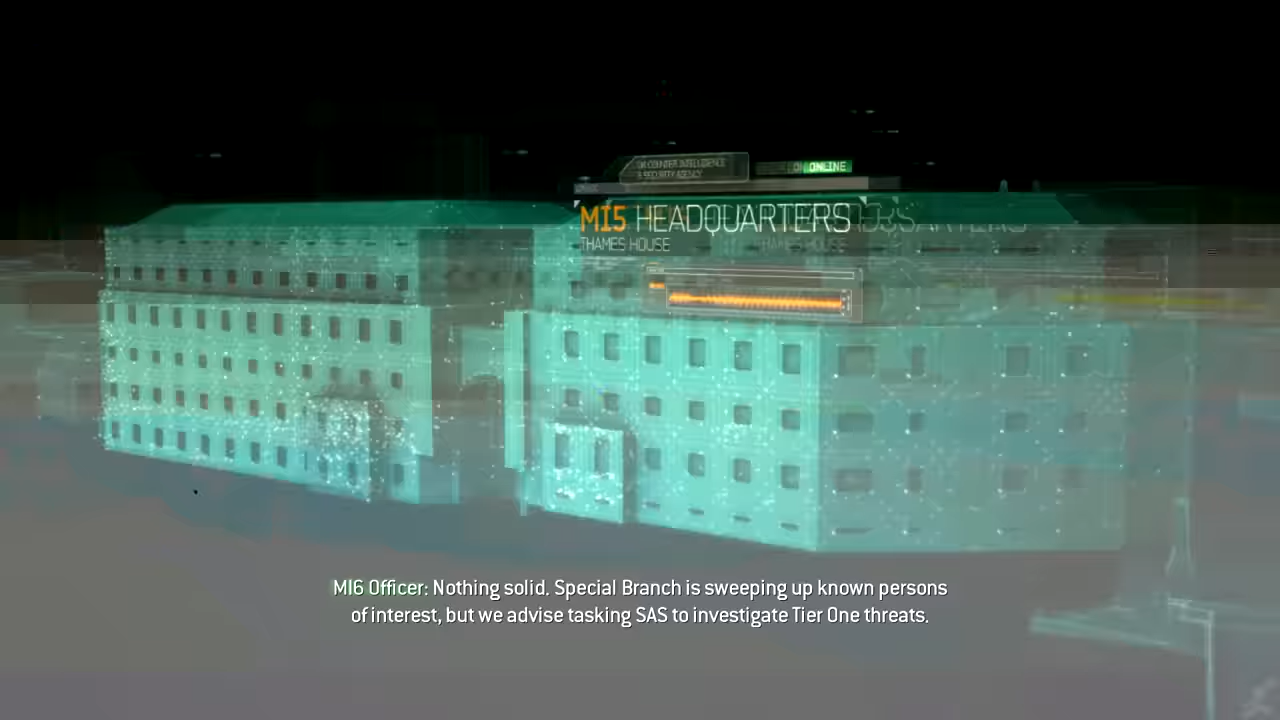 UK COUNTER INTELLIGENCE
& SECURITY AGENCY
ONLINE
MI5 HEADQUARTERS
THAMES HOUSE
MI6 Officer: Nothing solid. Special Branch is sweeping up known persons
of interest, but we advise tasking SAS to investigate Tier One threats.